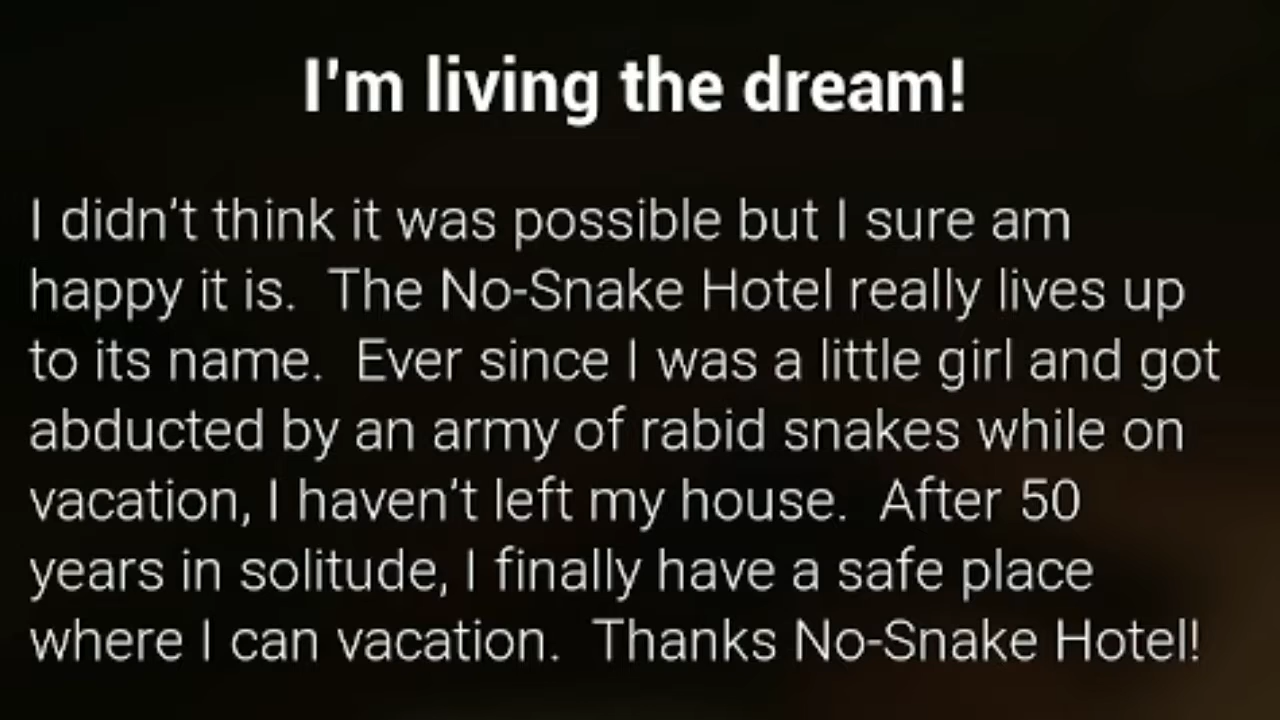 I'm living the dream!
I didn’t think it was possible but I sure am
happy it is.  The No-Snake Hotel really lives up
to its name.  Ever since I was a little girl and got
abducted by an army of rabid snakes while on
vacation, I haven’t left my house.  After 50
years in solitude, I finally have a safe place
where I can vacation.  Thanks No-Snake Hotel!